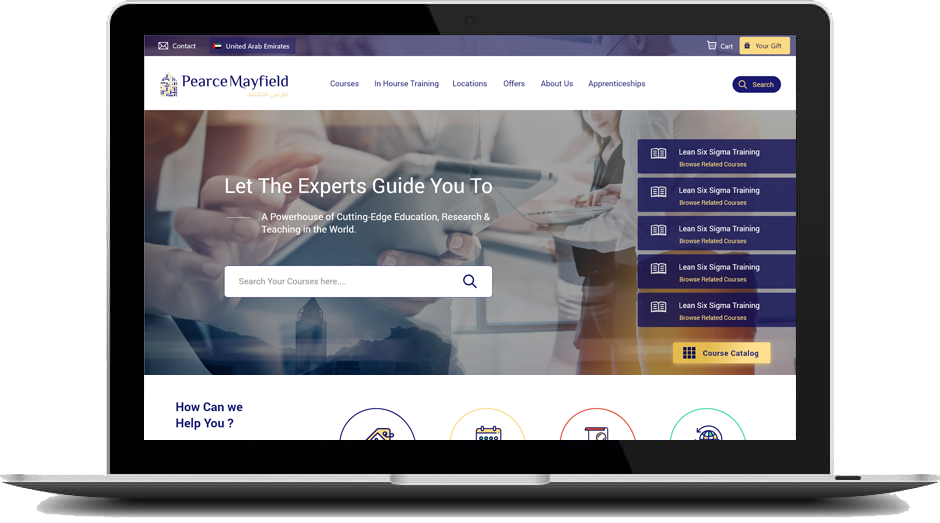 Contact
United Arab Emirates
Cart
Your Gift
Pearce Mayfield
Courses
In Hourse Training
Locations
Offers
About Us
Apprenticeships
Search
Let The Experts Guide You To
A Powerhouse of Cutting-Edge Education, Research &
Teaching in the World.
Search Your Courses here....
Lean Six Sigma Training
Browse Related Courses
Lean Six Sigma Training
Browse Related Courses
Lean Six Sigma Training
Browse Related Courses
Lean Six Sigma Training
Browse Related Courses
Lean Six Sigma Training
Browse Related Courses
Course Catalog
How Can we
Help You ?